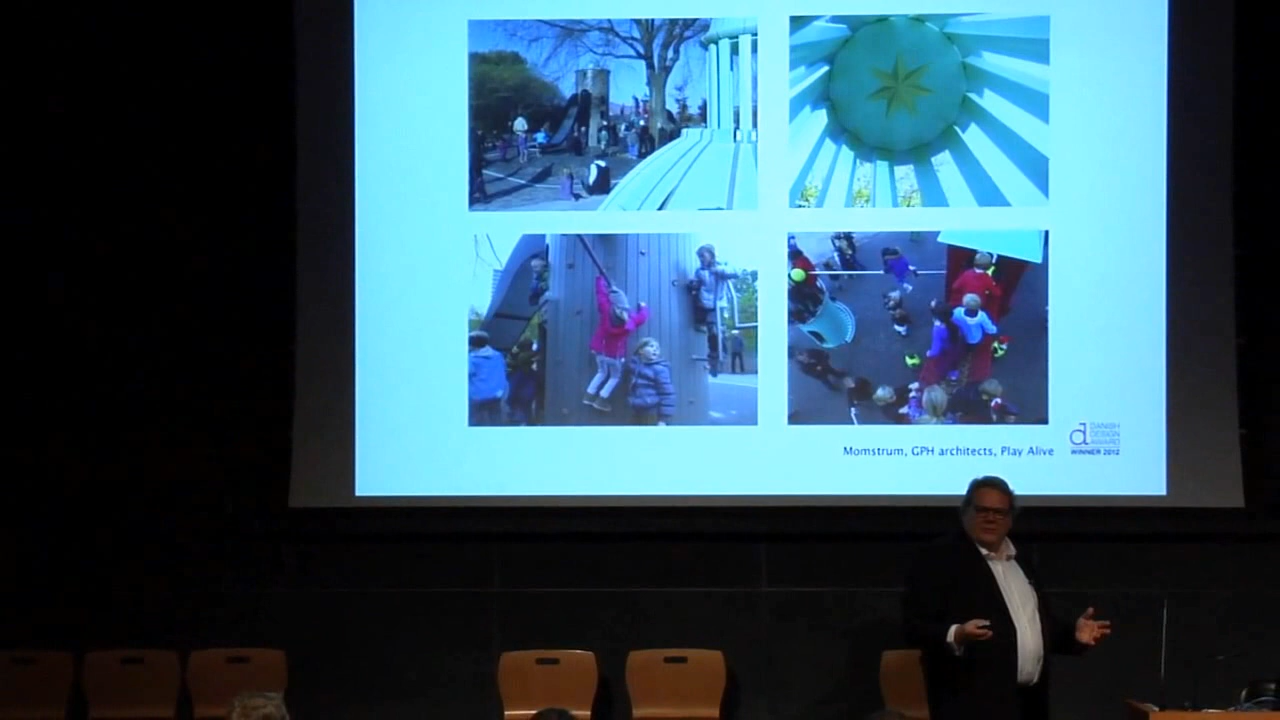 Momstrum, GPH architects, Play Alive
DANISH
DESIGN
AWARD
WINNER 2012